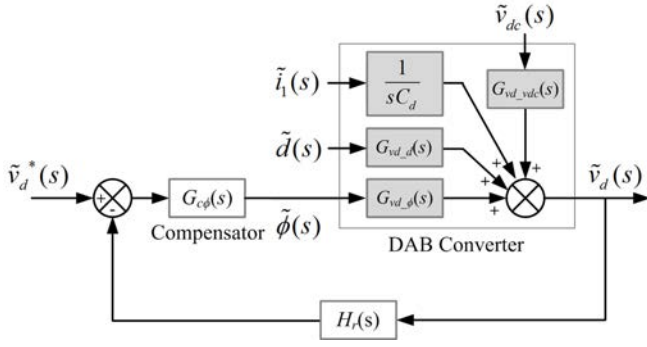 ṽ_dc(s)
ĩ_1(s)
1
sC_d
G_vd_vdc(s)
d̃(s)
G_vd_d(s)
+
+
+
+
ṽ_d*(s)
+
-
G_cϕ(s)
G_vd_ϕ(s)
ṽ_d(s)
Compensator
ϕ̃(s)
DAB Converter
H_r(s)